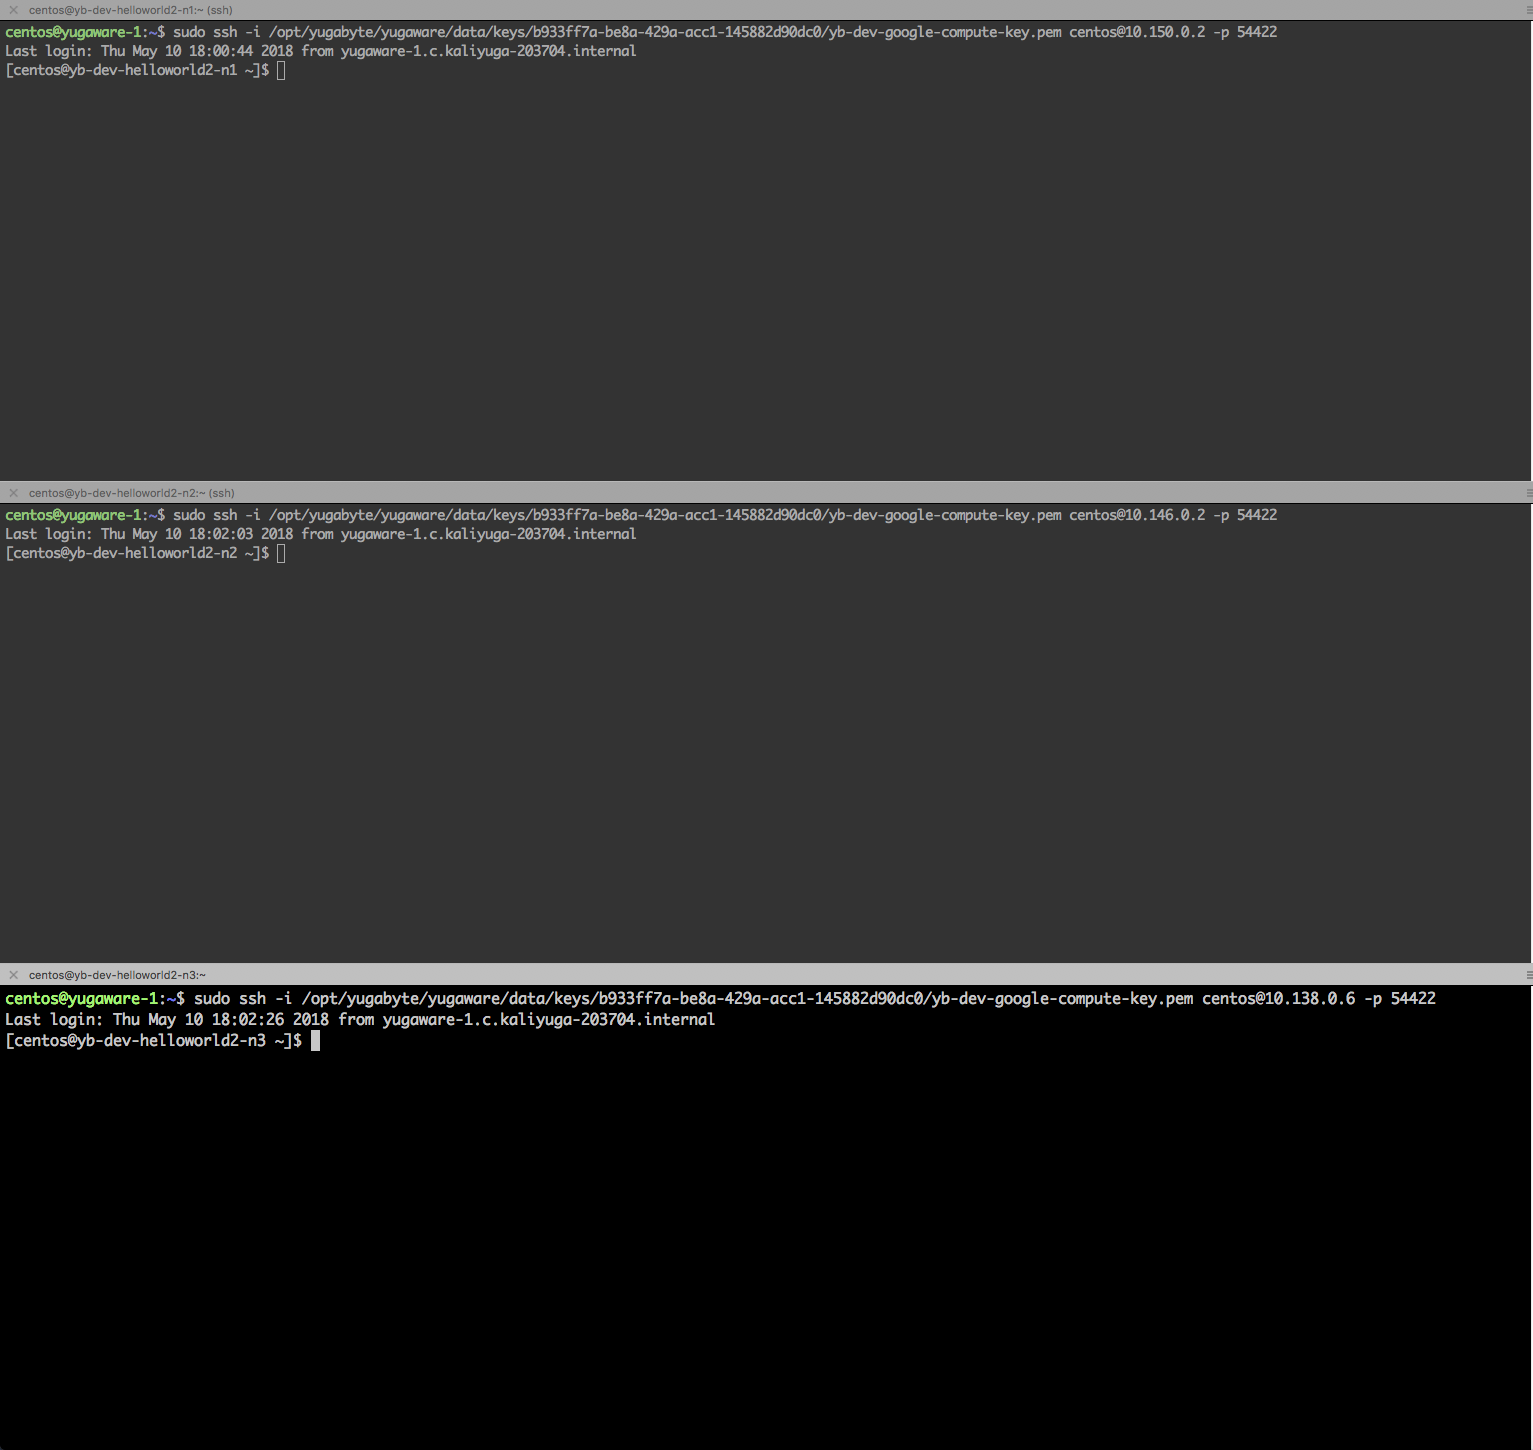 centos@yb-dev-helloworld2-n1:~ (ssh)
centos@yugaware-1:~$ sudo ssh -i /opt/yugabyte/yugaware/data/keys/b933ff7a-be8a-429a-acc1-145882d90dc0/yb-dev-google-compute-key.pem centos@10.150.0.2 -p 54422
Last login: Thu May 10 18:00:44 2018 from yugaware-1.c.kaliyuga-203704.internal
[centos@yb-dev-helloworld2-n1 ~]$
centos@yb-dev-helloworld2-n2:~ (ssh)
centos@yugaware-1:~$ sudo ssh -i /opt/yugabyte/yugaware/data/keys/b933ff7a-be8a-429a-acc1-145882d90dc0/yb-dev-google-compute-key.pem centos@10.146.0.2 -p 54422
Last login: Thu May 10 18:02:03 2018 from yugaware-1.c.kaliyuga-203704.internal
[centos@yb-dev-helloworld2-n2 ~]$
centos@yb-dev-helloworld2-n3:~
centos@yugaware-1:~$ sudo ssh -i /opt/yugabyte/yugaware/data/keys/b933ff7a-be8a-429a-acc1-145882d90dc0/yb-dev-google-compute-key.pem centos@10.138.0.6 -p 54422
Last login: Thu May 10 18:02:26 2018 from yugaware-1.c.kaliyuga-203704.internal
[centos@yb-dev-helloworld2-n3 ~]$